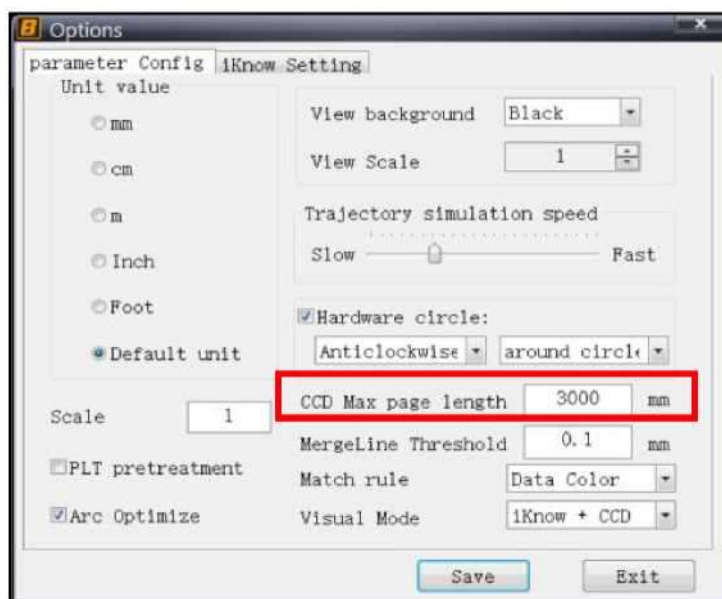 Options
parameter Config iKnow Setting
Unit value
mm
cm
m
Inch
Foot
Default unit
Scale 1
PLT pretreatment
Arc Optimize
View background Black
View Scale 1
Trajectory simulation speed
Slow Fast
Hardware circle:
Anticlockwise around circle
CCD Max page length 3000 mm
MergeLine Threshold 0.1 mm
Match rule Data Color
Visual Mode iKnow + CCD
Save Exit